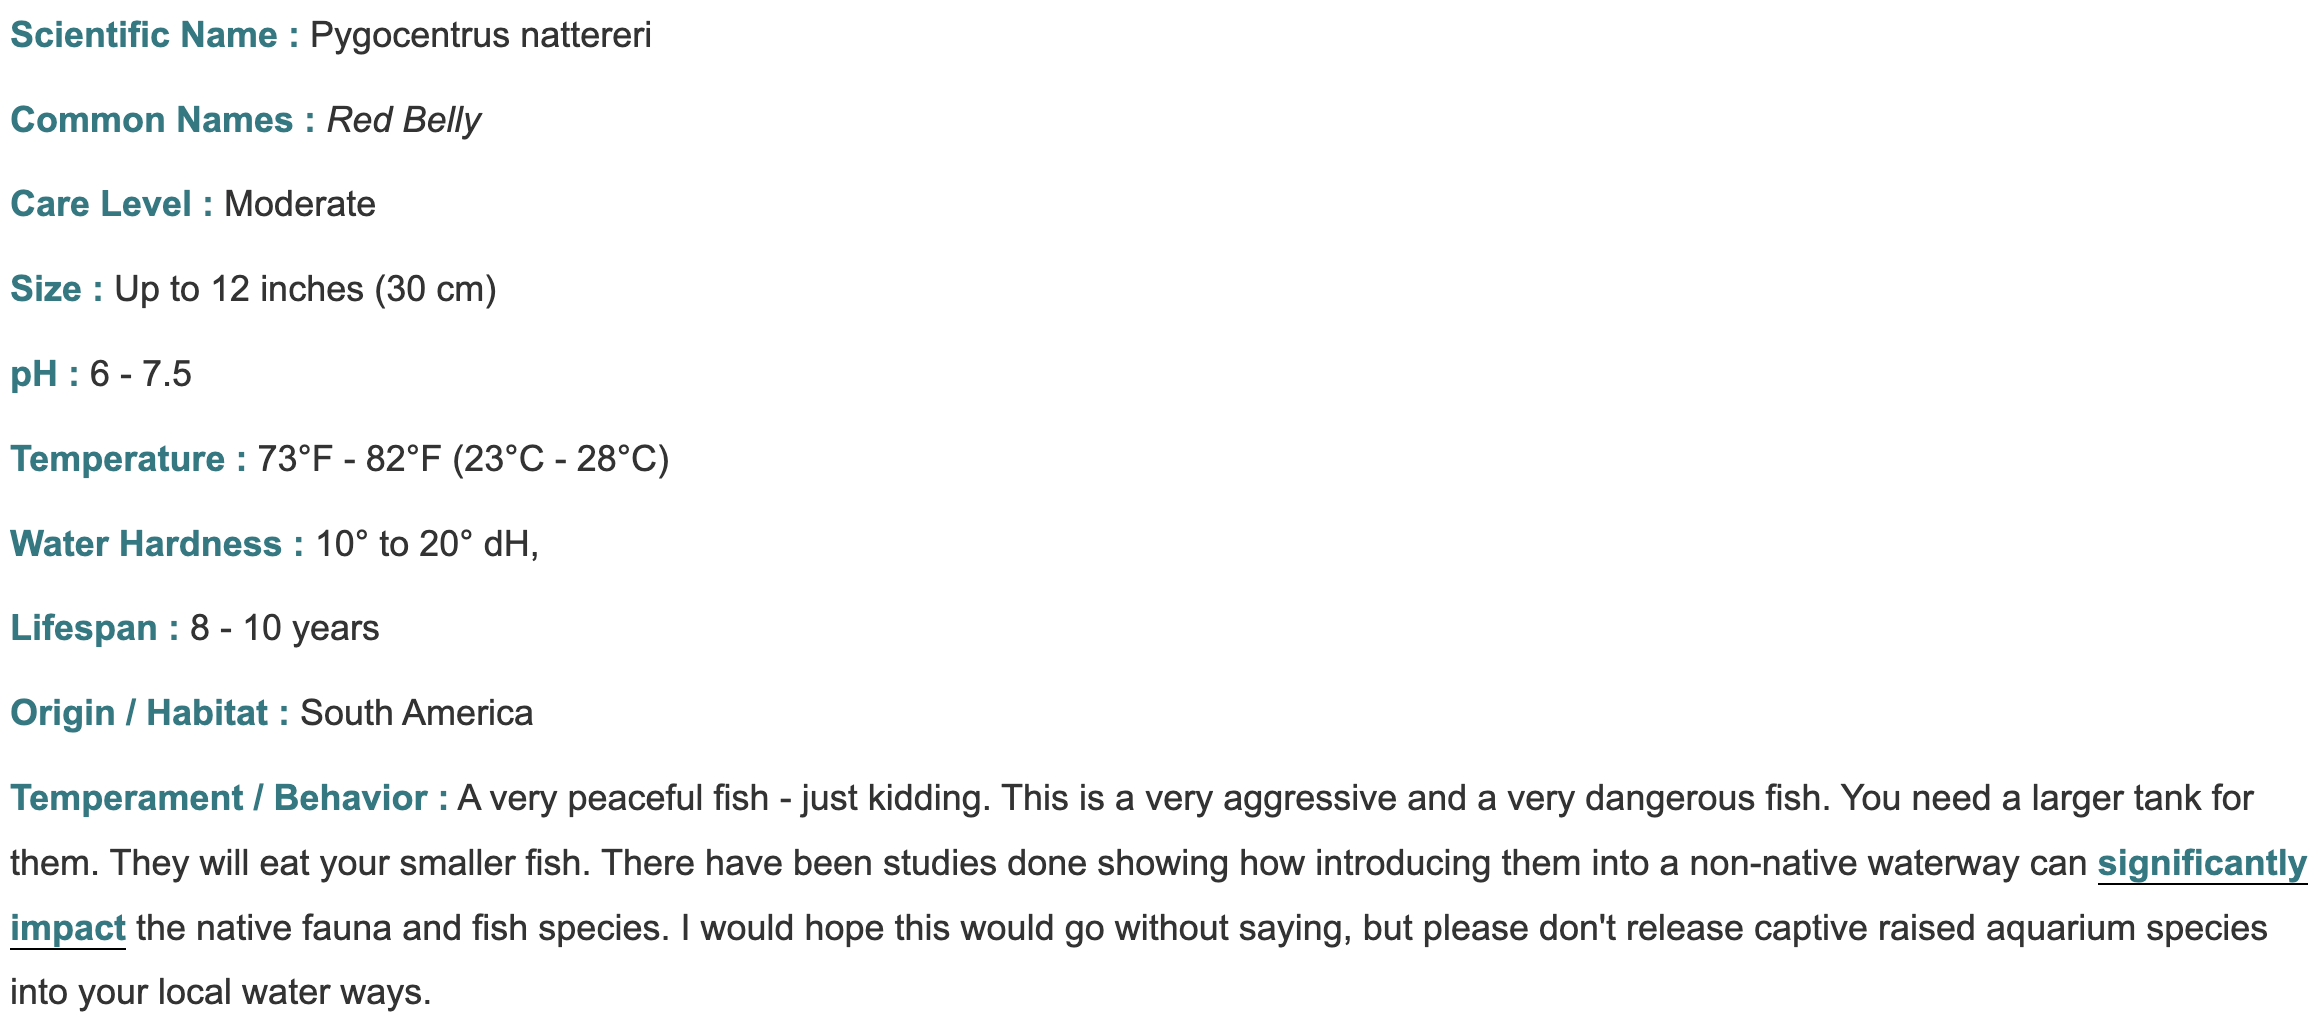 Scientific Name : Pygocentrus nattereri
Common Names : Red Belly
Care Level : Moderate
Size : Up to 12 inches (30 cm)
pH : 6 - 7.5
Temperature : 73°F - 82°F (23°C - 28°C)
Water Hardness : 10° to 20° dH,
Lifespan : 8 - 10 years
Origin / Habitat : South America
Temperament / Behavior : A very peaceful fish - just kidding. This is a very aggressive and a very dangerous fish. You need a larger tank for
them. They will eat your smaller fish. There have been studies done showing how introducing them into a non-native waterway can significantly
impact the native fauna and fish species. I would hope this would go without saying, but please don't release captive raised aquarium species
into your local water ways.